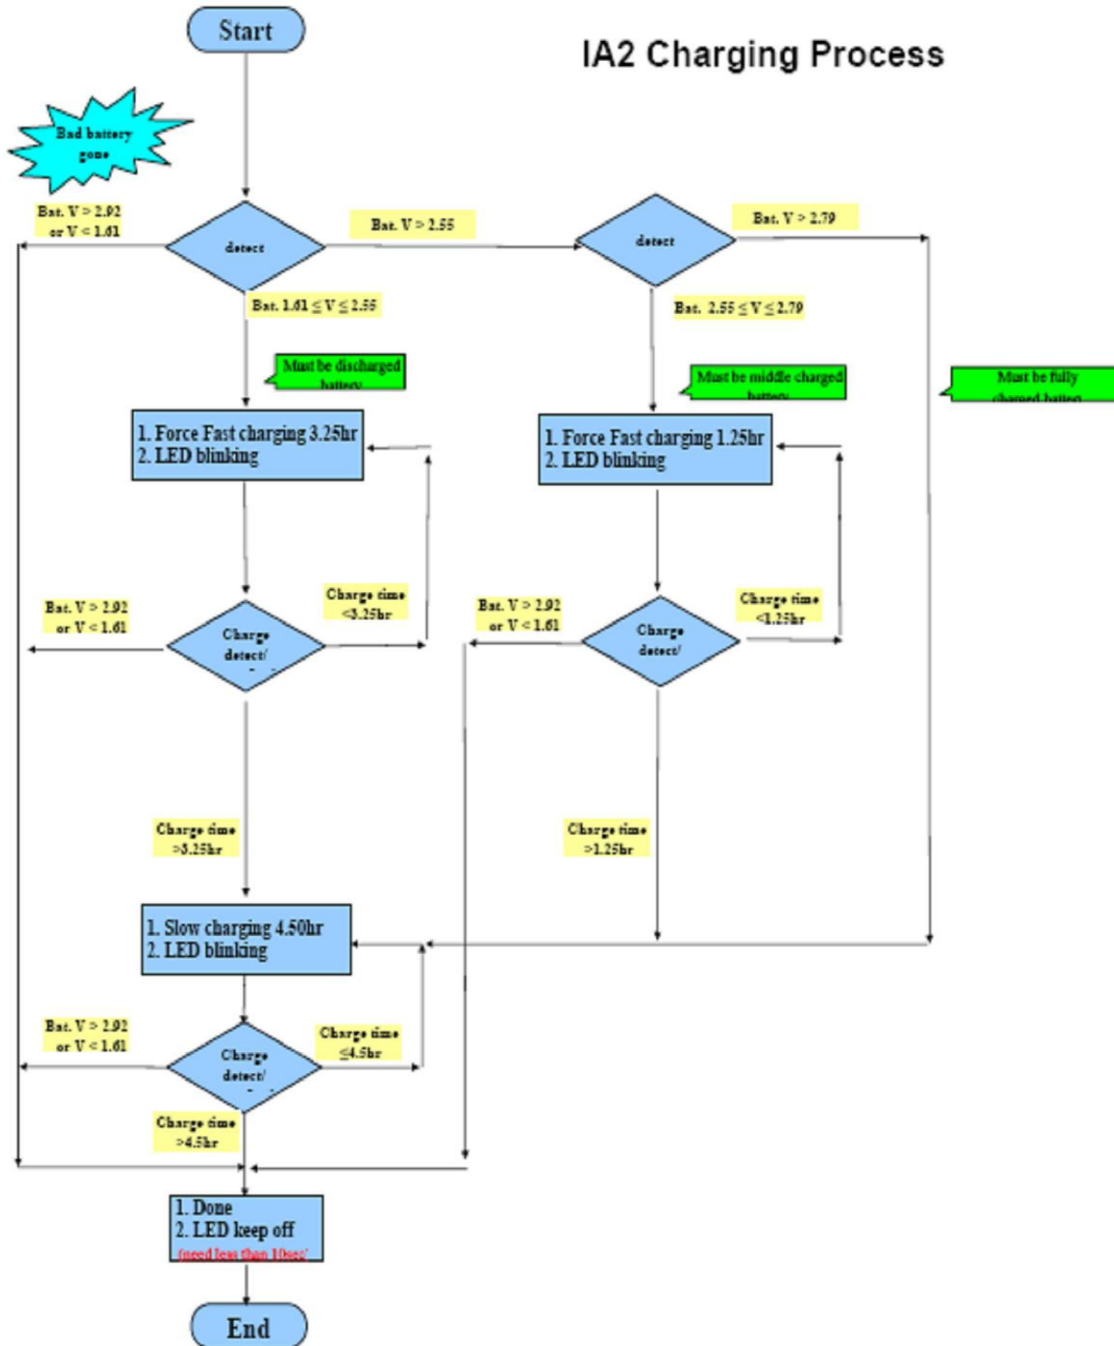 Start
IA2 Charging Process
Bad battery
gone
Bat. V > 2.92
or V < 1.61
Bat. V > 2.55
Bat. V > 2.79
detect
detect
Bat. 1.61 ≤ V ≤ 2.55
Bat. 2.55 ≤ V ≤ 2.79
Must be discharged
battery
Must be middle charged
battery
Must be fully
charged battery
1. Force Fast charging 3.25hr
2. LED blinking
1. Force Fast charging 1.25hr
2. LED blinking
Bat. V > 2.92
or V < 1.61
Charge time
<3.25hr
Bat. V > 2.92
or V < 1.61
Charge time
<1.25hr
Charge
detect/
Charge
detect/
Charge time
>3.25hr
Charge time
>1.25hr
1. Slow charging 4.50hr
2. LED blinking
Bat. V > 2.92
or V < 1.61
Charge time
≤4.5hr
Charge
detect/
Charge time
>4.5hr
1. Done
2. LED keep off
(need less than 10sec
End